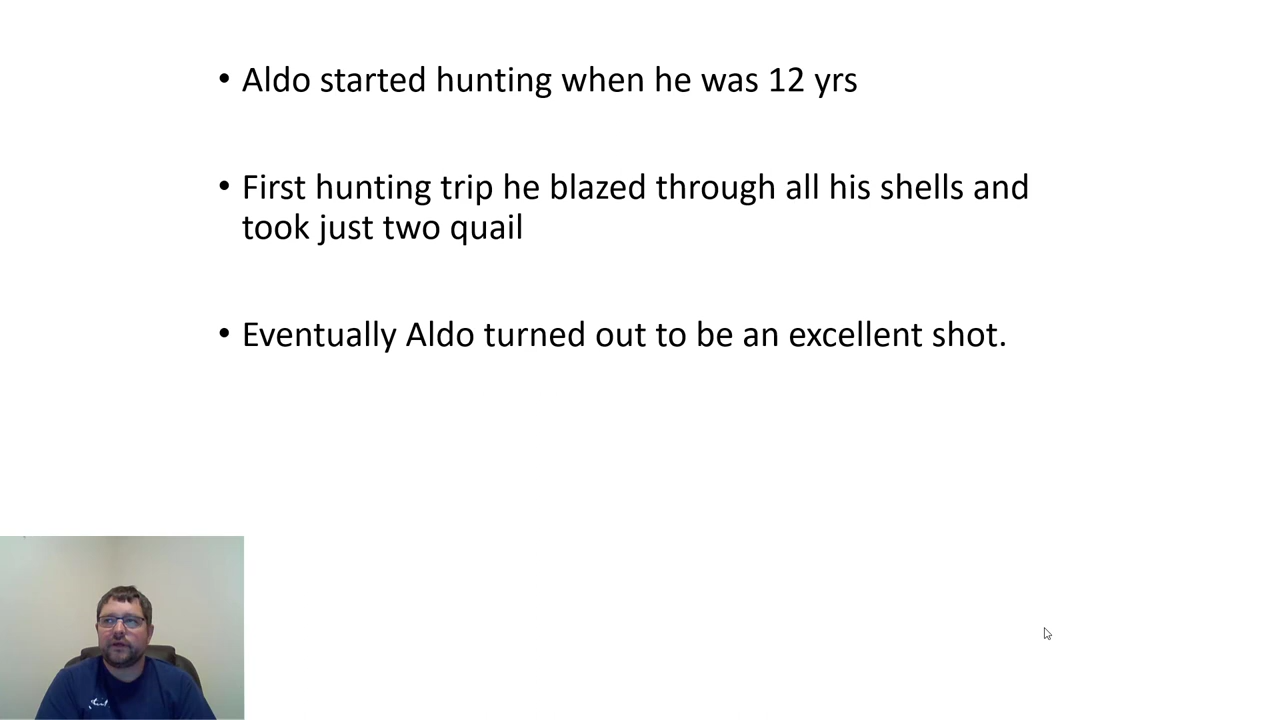 • Aldo started hunting when he was 12 yrs
• First hunting trip he blazed through all his shells and
took just two quail
• Eventually Aldo turned out to be an excellent shot.